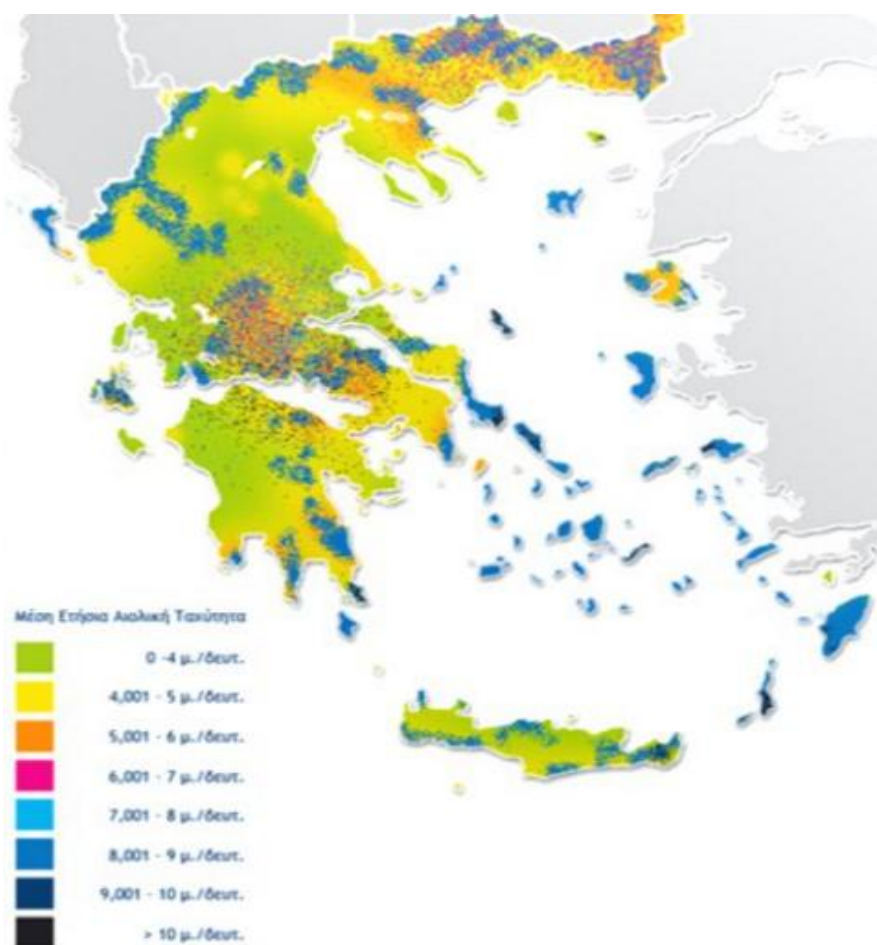 Μέση Ετήσια Αιολική Ταχύτητα
0 -4 μ./δευτ.
4,001 - 5 μ./δευτ.
5,001 - 6 μ./δευτ.
6,001 - 7 μ./δευτ.
7,001 - 8 μ./δευτ.
8,001 - 9 μ./δευτ.
9,001 - 10 μ./δευτ.
> 10 μ./δευτ.